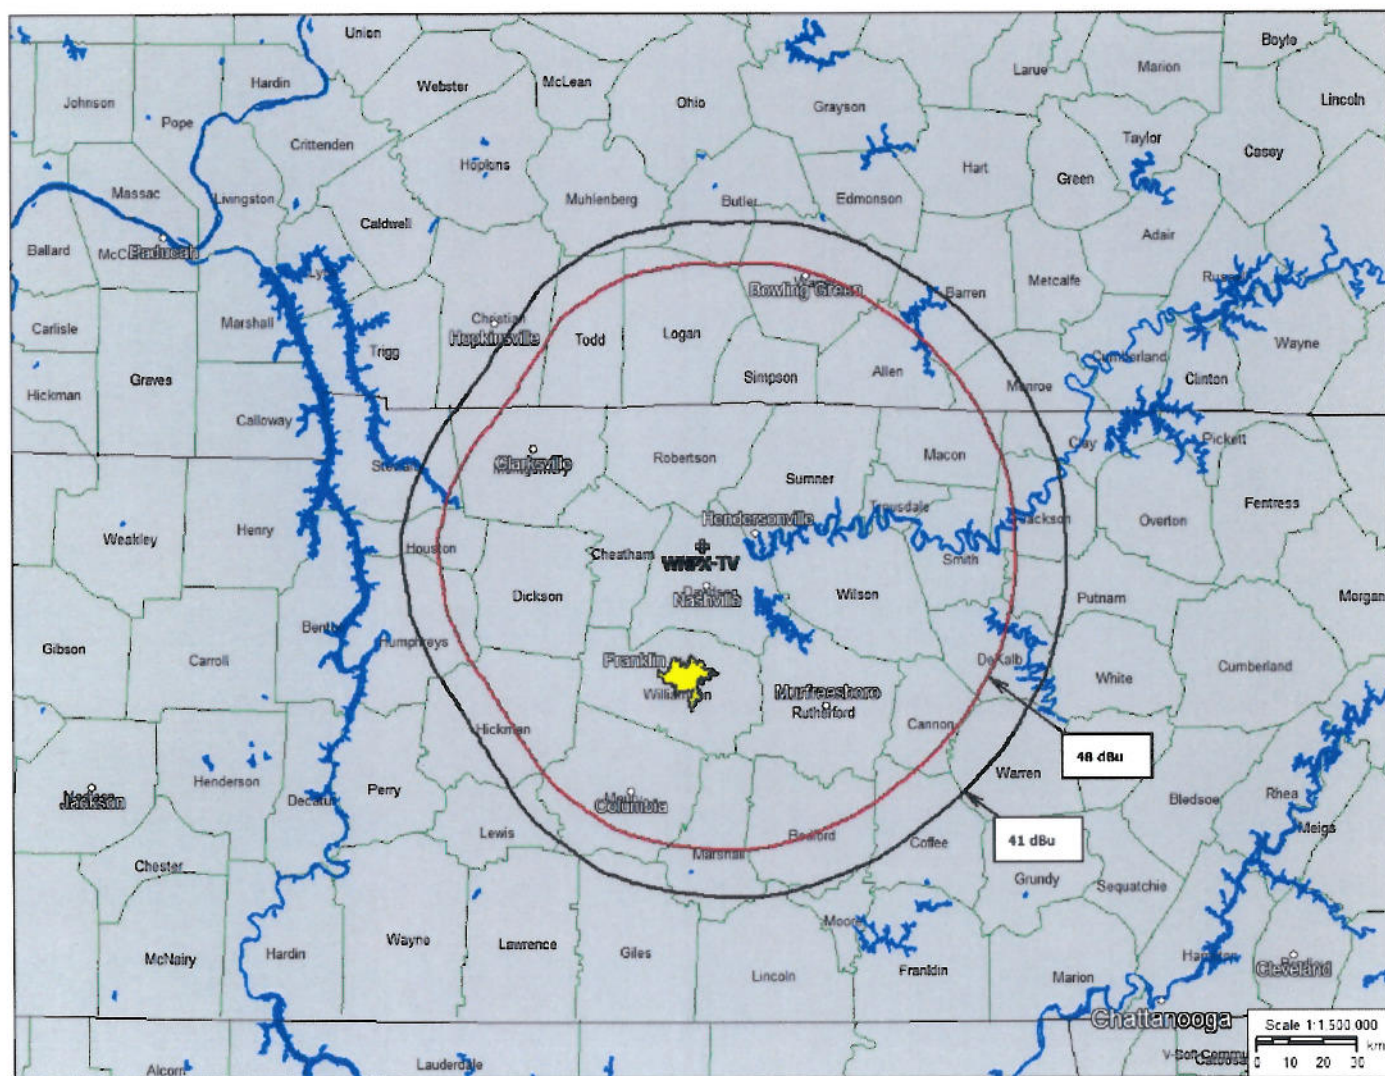 Union
Boyle
Hardin
Webster
McLean
Larue
Marion
Johnson
Pope
Ohio
Grayson
Lincoln
Crittenden
Taylor
Hopkins
Casey
Massac
Livingston
Muhlenberg
Butler
Edmonson
Hart
Green
Caldwell
Adair
Ballard
Paducah
Metcalfe
Barren
Bowling Green
Carlisle
Marshall
Christian
Hopkinsville
Todd
Logan
Wayne
Trigg
Cumberland
Graves
Simpson
Allen
Monroe
Clinton
Hickman
Calloway
Clay
Pickett
Robertson
Macon
Clarksville
Sumner
Fentress
Hendersonville
Trousdale
Weakley
Henry
Houston
Cheatham
Jackson
Overton
WNPX-TV
Smith
Dickson
Nashville
Wilson
Putnam
Morgan
Gibson
Carroll
Humphreys
Franklin
DeKalb
White
Cumberland
Murfreesboro
Rutherford
Hickman
Cannon
48 dBu
Warren
Henderson
Decatur
Perry
Jackson
Columbia
Bledsoe
Rhea
Lewis
Meigs
Bedford
Coffee
41 dBu
Marshall
Chester
Grundy
Sequatchie
Moore
Wayne
Lawrence
McNairy
Hardin
Giles
Lincoln
Franklin
Marion
Cleveland
Chattanooga
Scale 1:1,500 000
Alcorn
Lauderdale
0 10 20 30 km